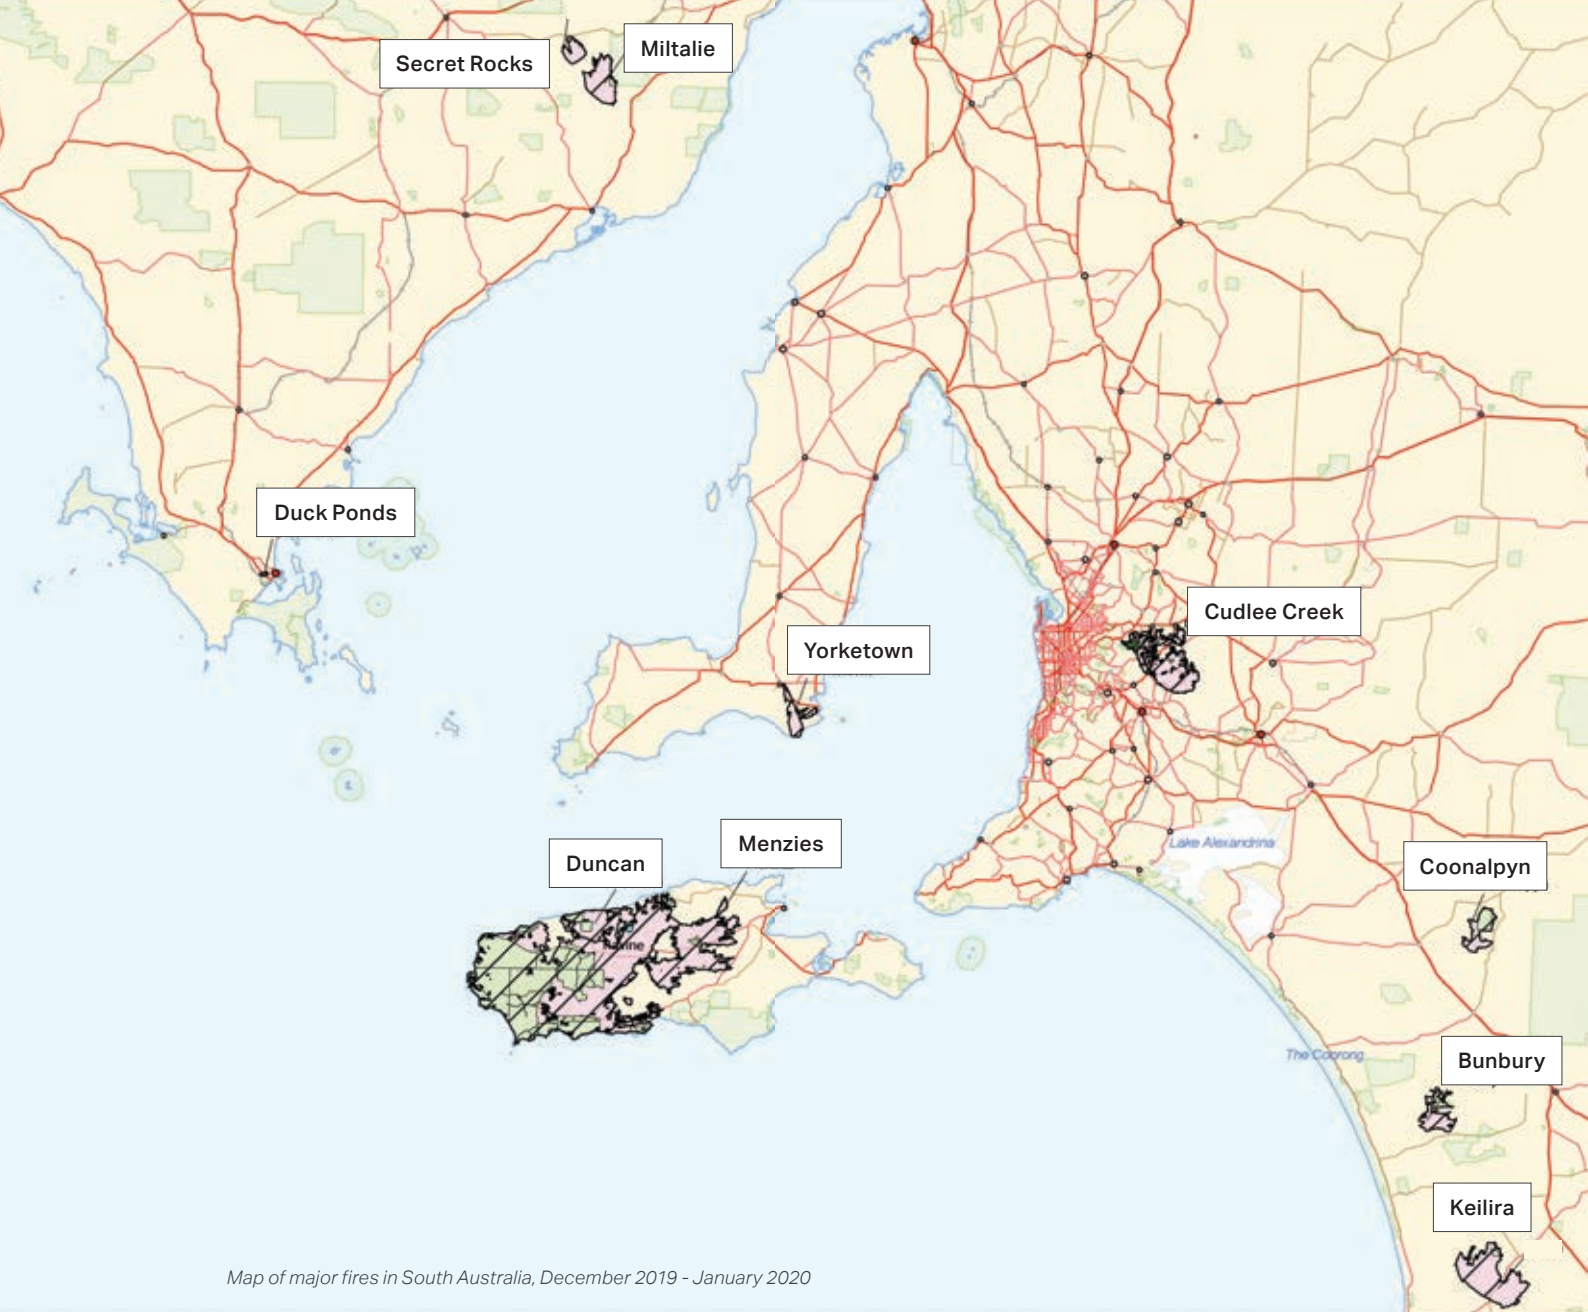 Secret Rocks
Miltalie
Duck Ponds
Cudlee Creek
Yorketown
Menzies
Duncan
Lake Alexandrina
Coonalpyn
The Coorong
Bunbury
Keilira
Map of major fires in South Australia, December 2019 - January 2020